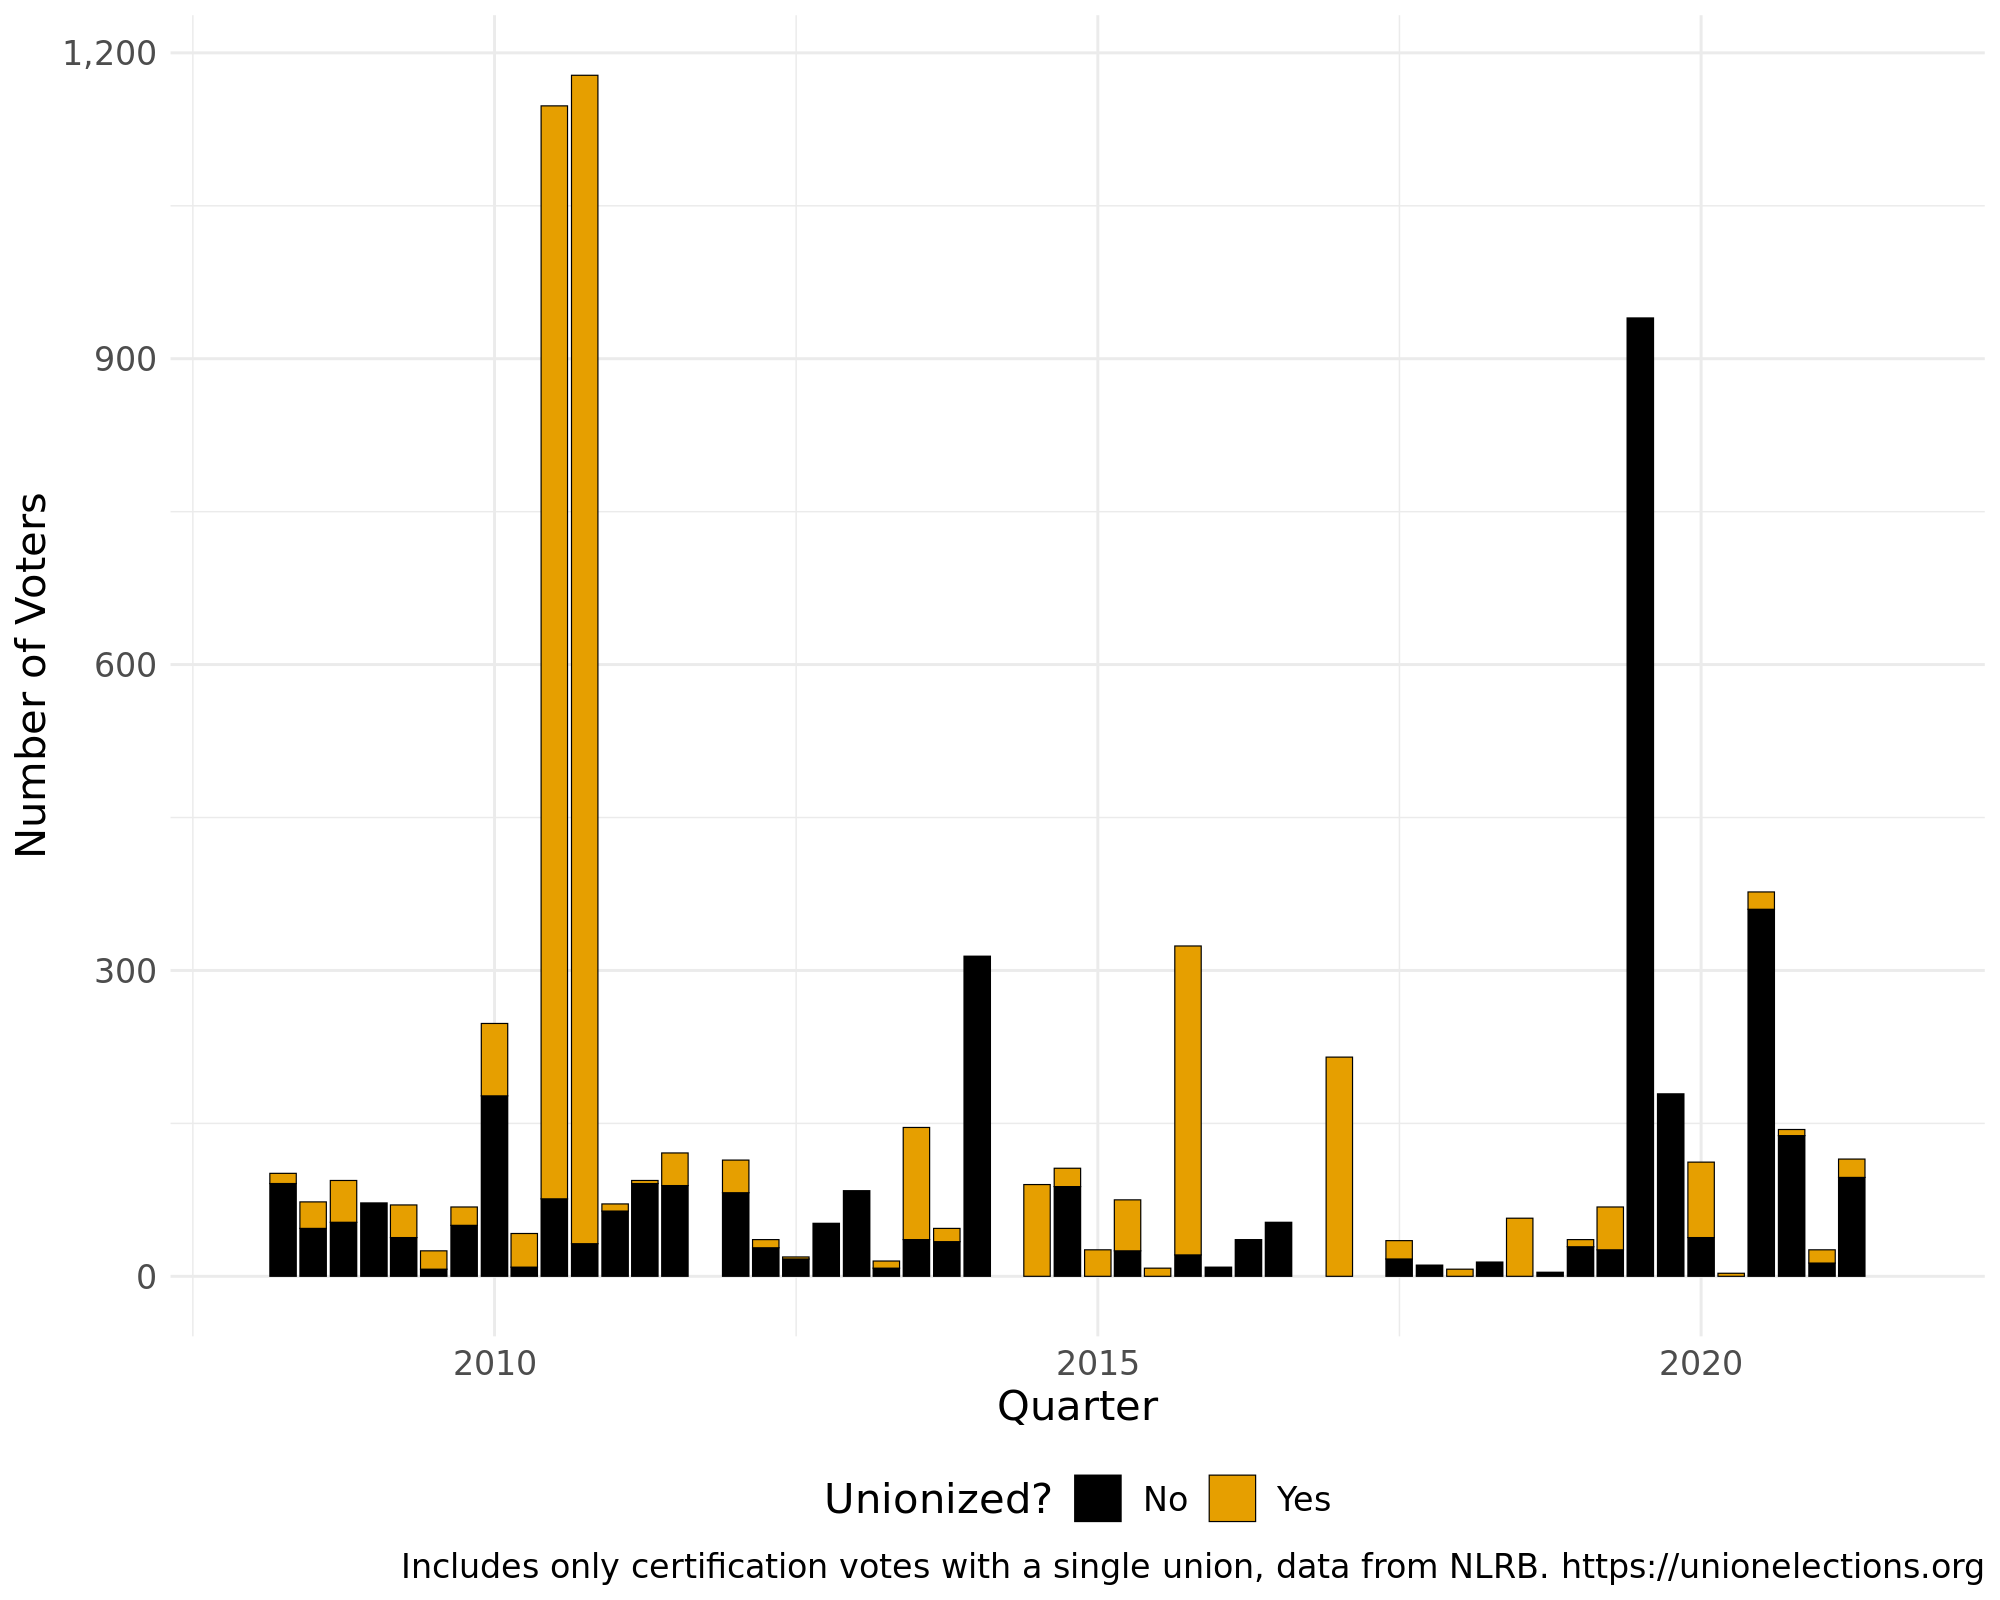 1,200
900
600
300
0
Number of Voters
2010 2015 2020
Quarter
Unionized? No Yes
Includes only certification votes with a single union, data from NLRB. https://unionelections.org